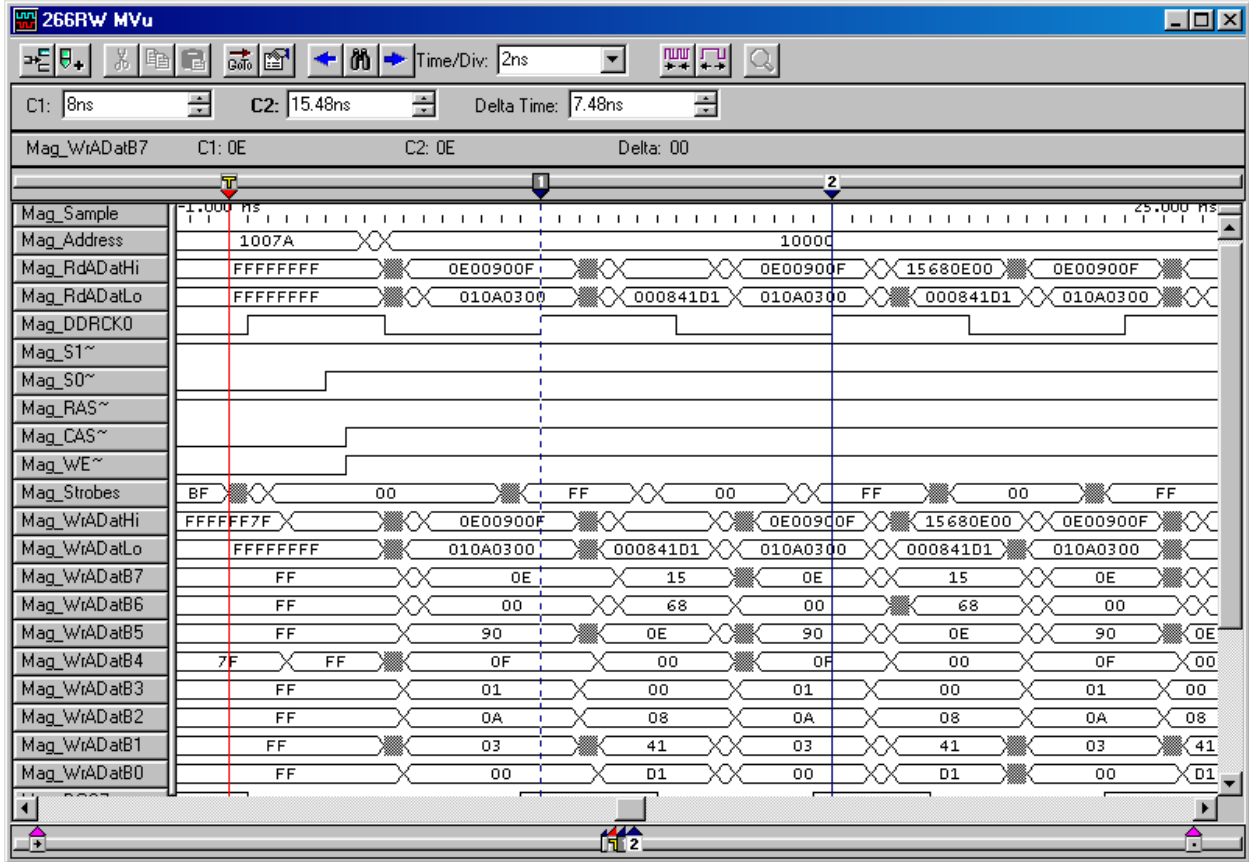 266RW MVu
Goto Time/Div: 2ns
C1: 8ns C2: 15.48ns Delta Time: 7.48ns
Mag_WrADatB7 C1: 0E C2: 0E Delta: 00
T 1 2
Mag_Sample -1.000 ns 25.000 ns
Mag_Address 1007A 10000
Mag_RdADatHi FFFFFFFF 0E00900F 0E00900F 15680E00 0E00900F
Mag_RdADatLo FFFFFFFF 010A0300 000841D1 010A0300 000841D1 010A0300
Mag_DDRCK0
Mag_S1~
Mag_S0~
Mag_RAS~
Mag_CAS~
Mag_WE~
Mag_Strobes BF 00 FF 00 FF 00 FF
Mag_WrADatHi FFFFFF7F 0E00900F 0E00900F 15680E00 0E00900F
Mag_WrADatLo FFFFFFFF 010A0300 000841D1 010A0300 000841D1 010A0300
Mag_WrADatB7 FF 0E 15 0E 15 0E
Mag_WrADatB6 FF 00 68 00 68 00
Mag_WrADatB5 FF 90 0E 90 0E 90 0E
Mag_WrADatB4 7F FF 0F 00 0F 00 0F 00
Mag_WrADatB3 FF 01 00 01 00 01 00
Mag_WrADatB2 FF 0A 08 0A 08 0A 08
Mag_WrADatB1 FF 03 41 03 41 03 41
Mag_WrADatB0 FF 00 D1 00 D1 00 D1
2